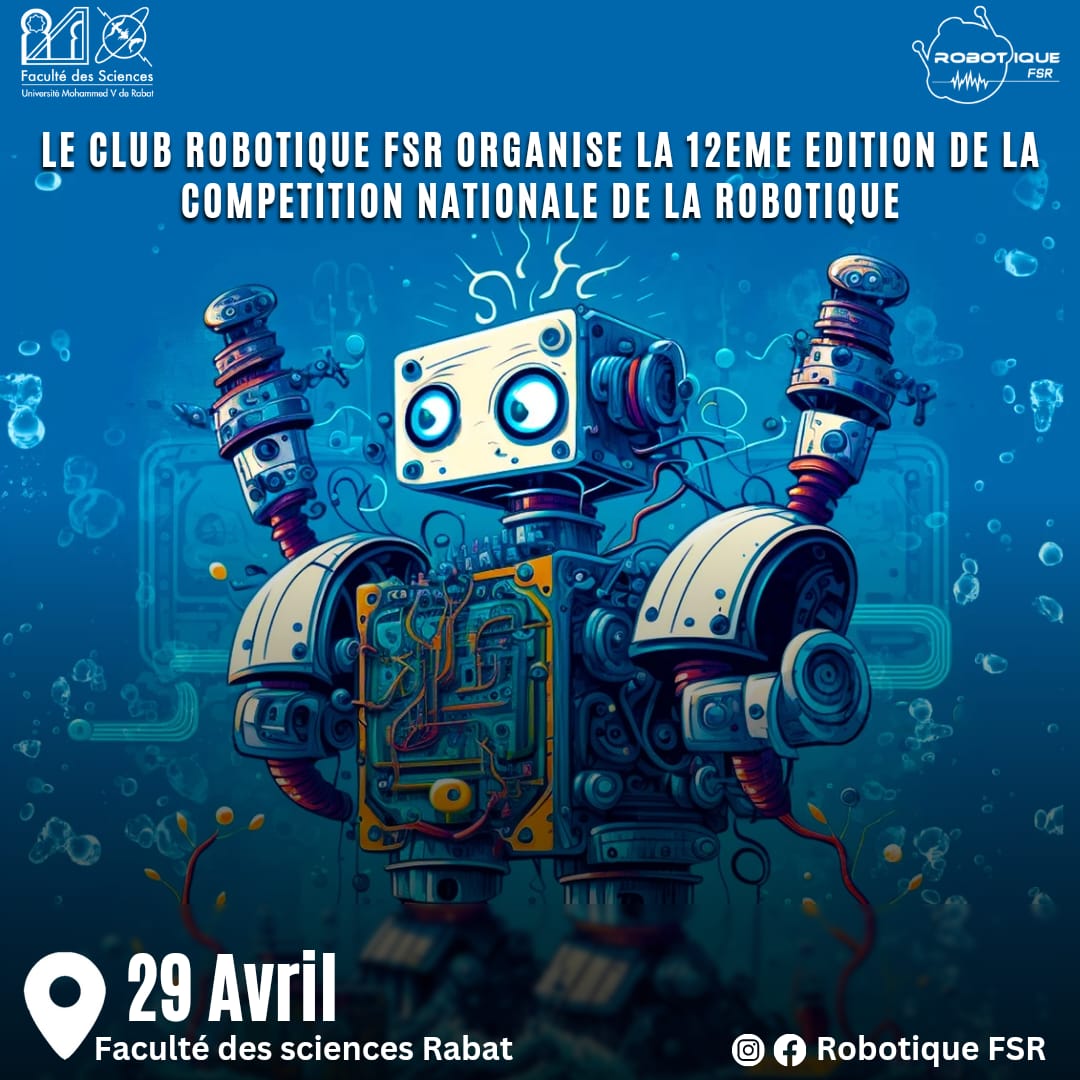 Faculté des Sciences
Université Mohammed V de Rabat
ROBOTIQUE
FSR
LE CLUB ROBOTIQUE FSR ORGANISE LA 12EME EDITION DE LA
COMPETITION NATIONALE DE LA ROBOTIQUE
29 Avril
Faculté des sciences Rabat
Robotique FSR